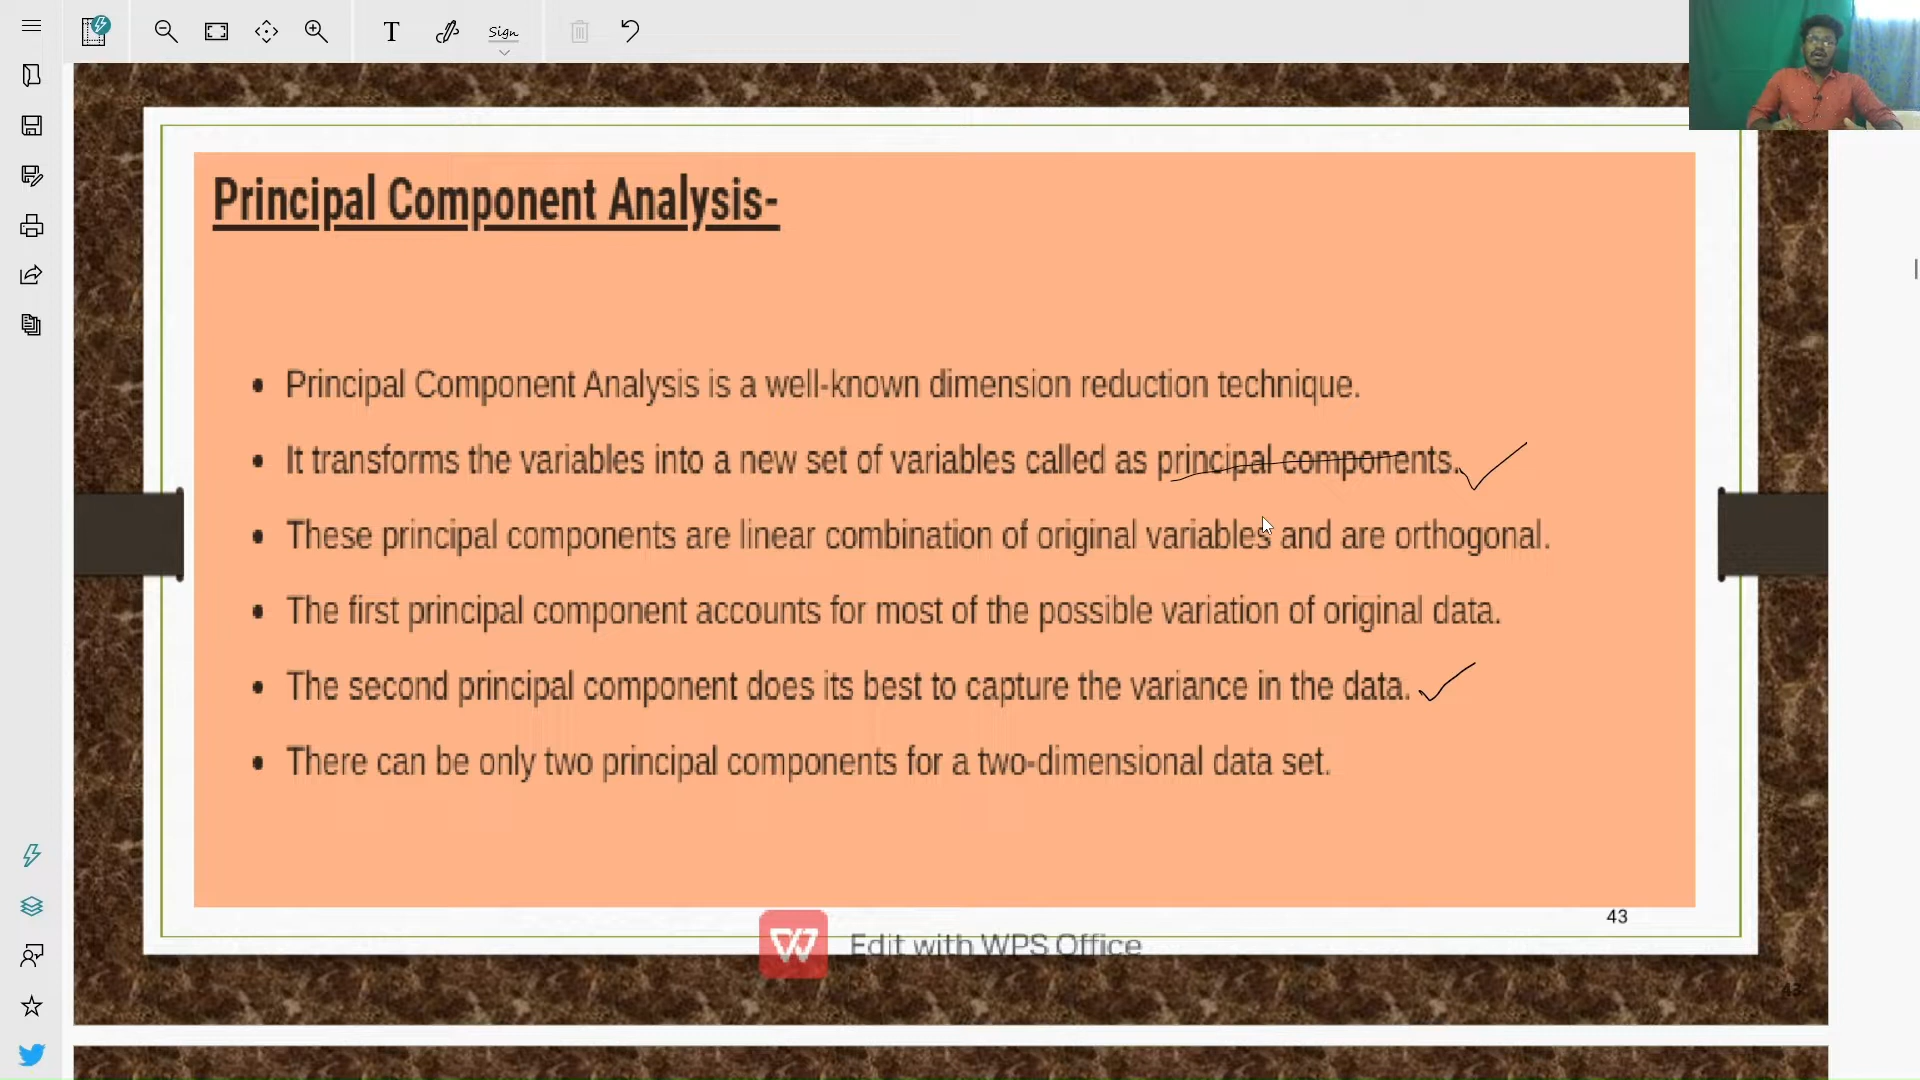 T Sign
Principal Component Analysis-
• Principal Component Analysis is a well-known dimension reduction technique.
• It transforms the variables into a new set of variables called as principal components.
• These principal components are linear combination of original variables and are orthogonal.
• The first principal component accounts for most of the possible variation of original data.
• The second principal component does its best to capture the variance in the data.
• There can be only two principal components for a two-dimensional data set.
43
W Edit with WPS Office
43